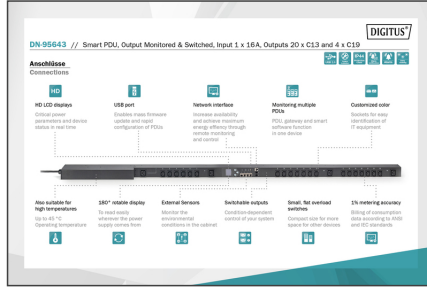 DIGITUS®
DN-95643 // Smart PDU, Output Monitored & Switched, Input 1 x 16A, Outputs 20 x C13 and 4 x C19
Anschlüsse
Connections
HD
HD LCD displays
Critical power
parameters and device
status in real time
USB port
Enables mass firmware
update and rapid
configuration of PDUs
Network interface
Increase availability
and achieve maximum
energy effieny through
remote monitoring
and control
Monitoring multiple
PDUs
PDU, gateway and smart
software function
in one device
Customized color
Sockets for easy
identification of
IT equipment
Also suitable for
high temperatures
Up to 45 °C
Operating temperature
180° rotable display
To read easily
wherever the power
supply comes from
External Sensors
Monitor the
environmental
conditions in the cabinet
Switchable outputs
Condition-dependent
control of your system
Small, flat overload
switches
Compact size for more
space for other devices
1% metering accuracy
Billing of consumption
data according to ANSI
and IEC standards